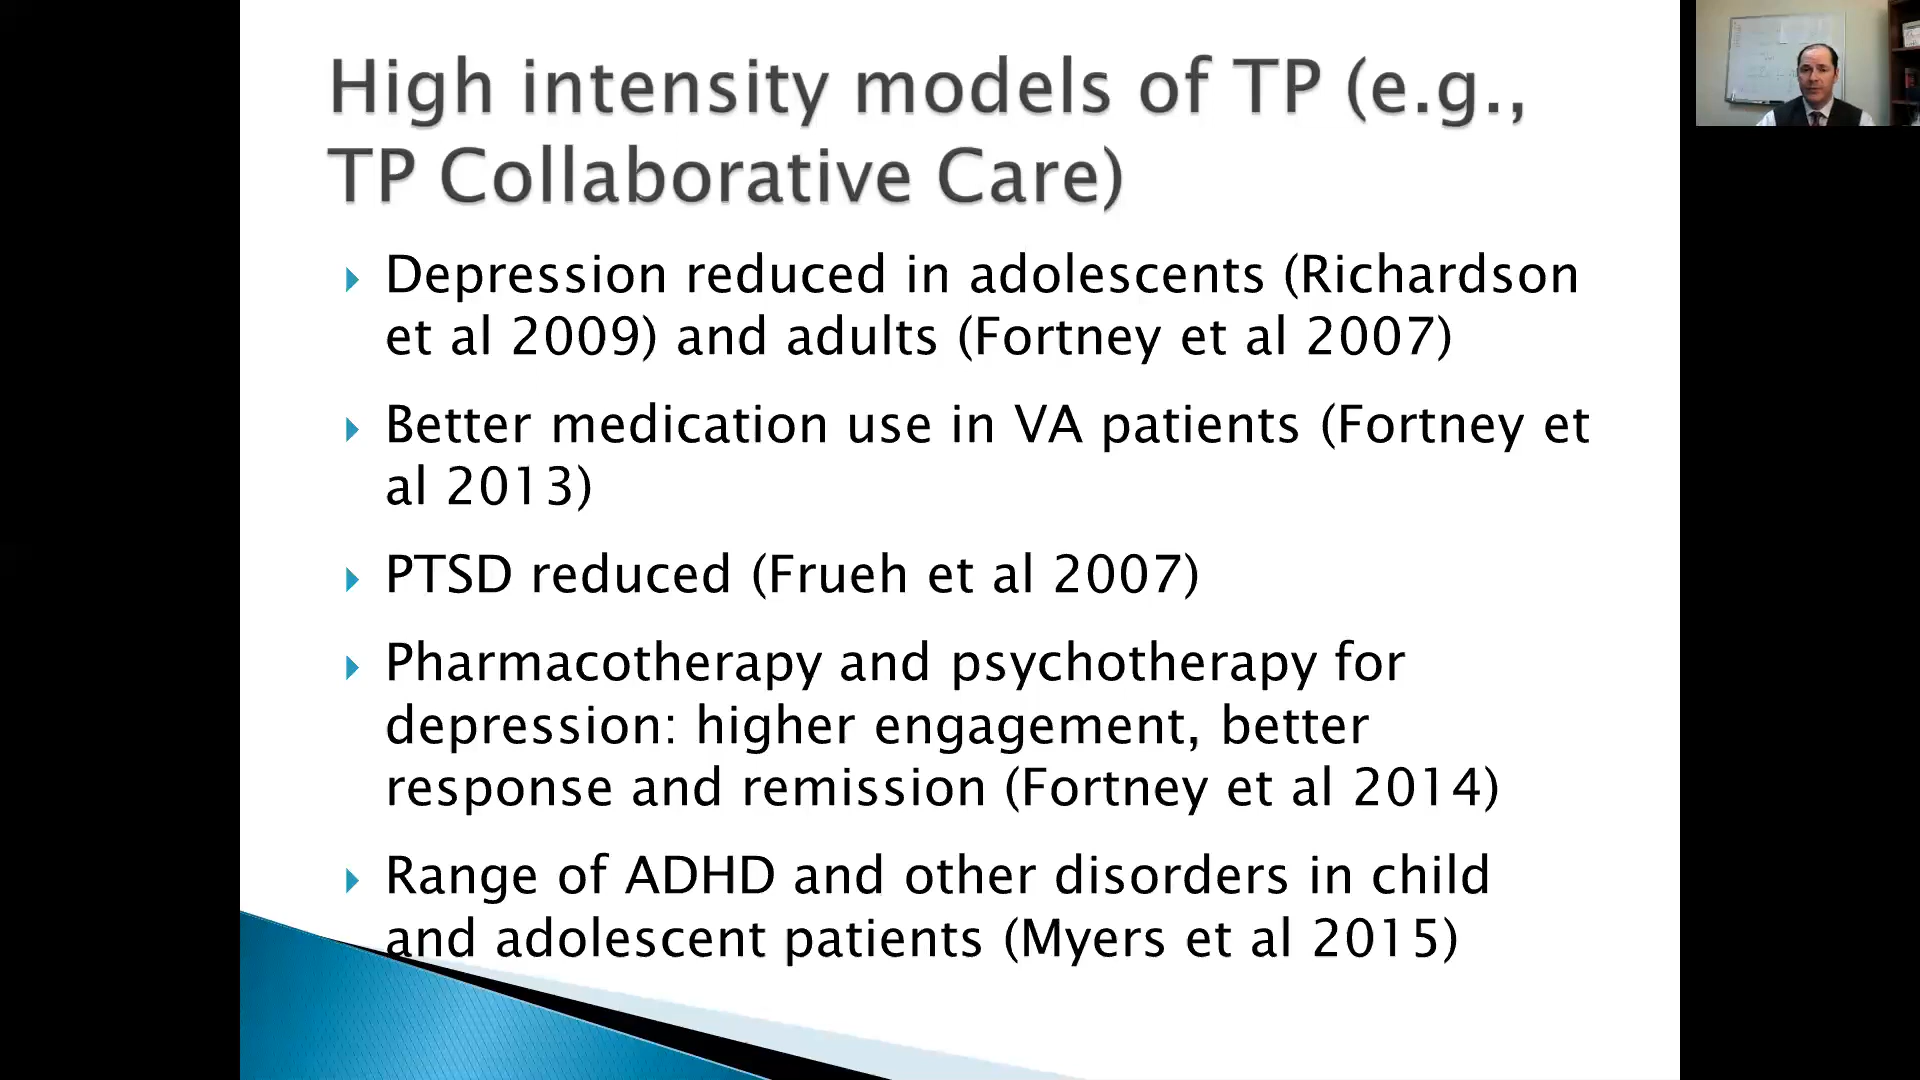 High intensity models of TP (e.g.,
TP Collaborative Care)
Depression reduced in adolescents (Richardson
et al 2009) and adults (Fortney et al 2007)
Better medication use in VA patients (Fortney et
al 2013)
PTSD reduced (Frueh et al 2007)
Pharmacotherapy and psychotherapy for
depression: higher engagement, better
response and remission (Fortney et al 2014)
Range of ADHD and other disorders in child
and adolescent patients (Myers et al 2015)